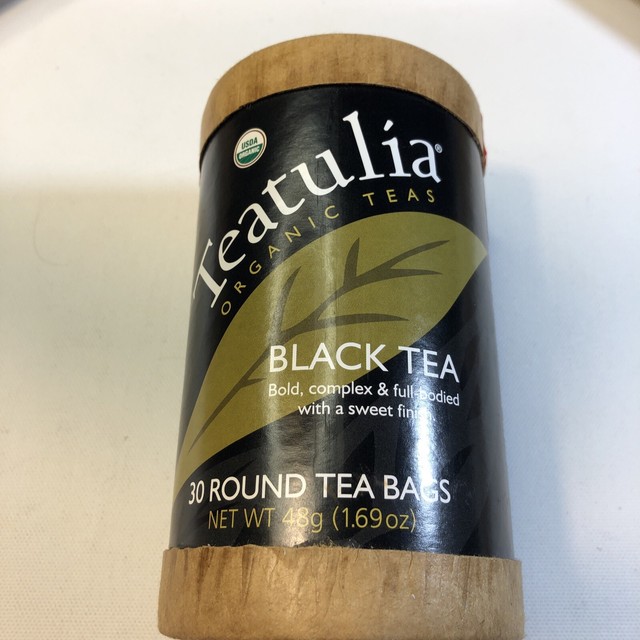 USDA
ORGANIC
Teatulia®
ORGANIC TEAS
BLACK TEA
Bold, complex & full-bodied
with a sweet finish
30 ROUND TEA BAGS
NET WT 48g (1.69oz)